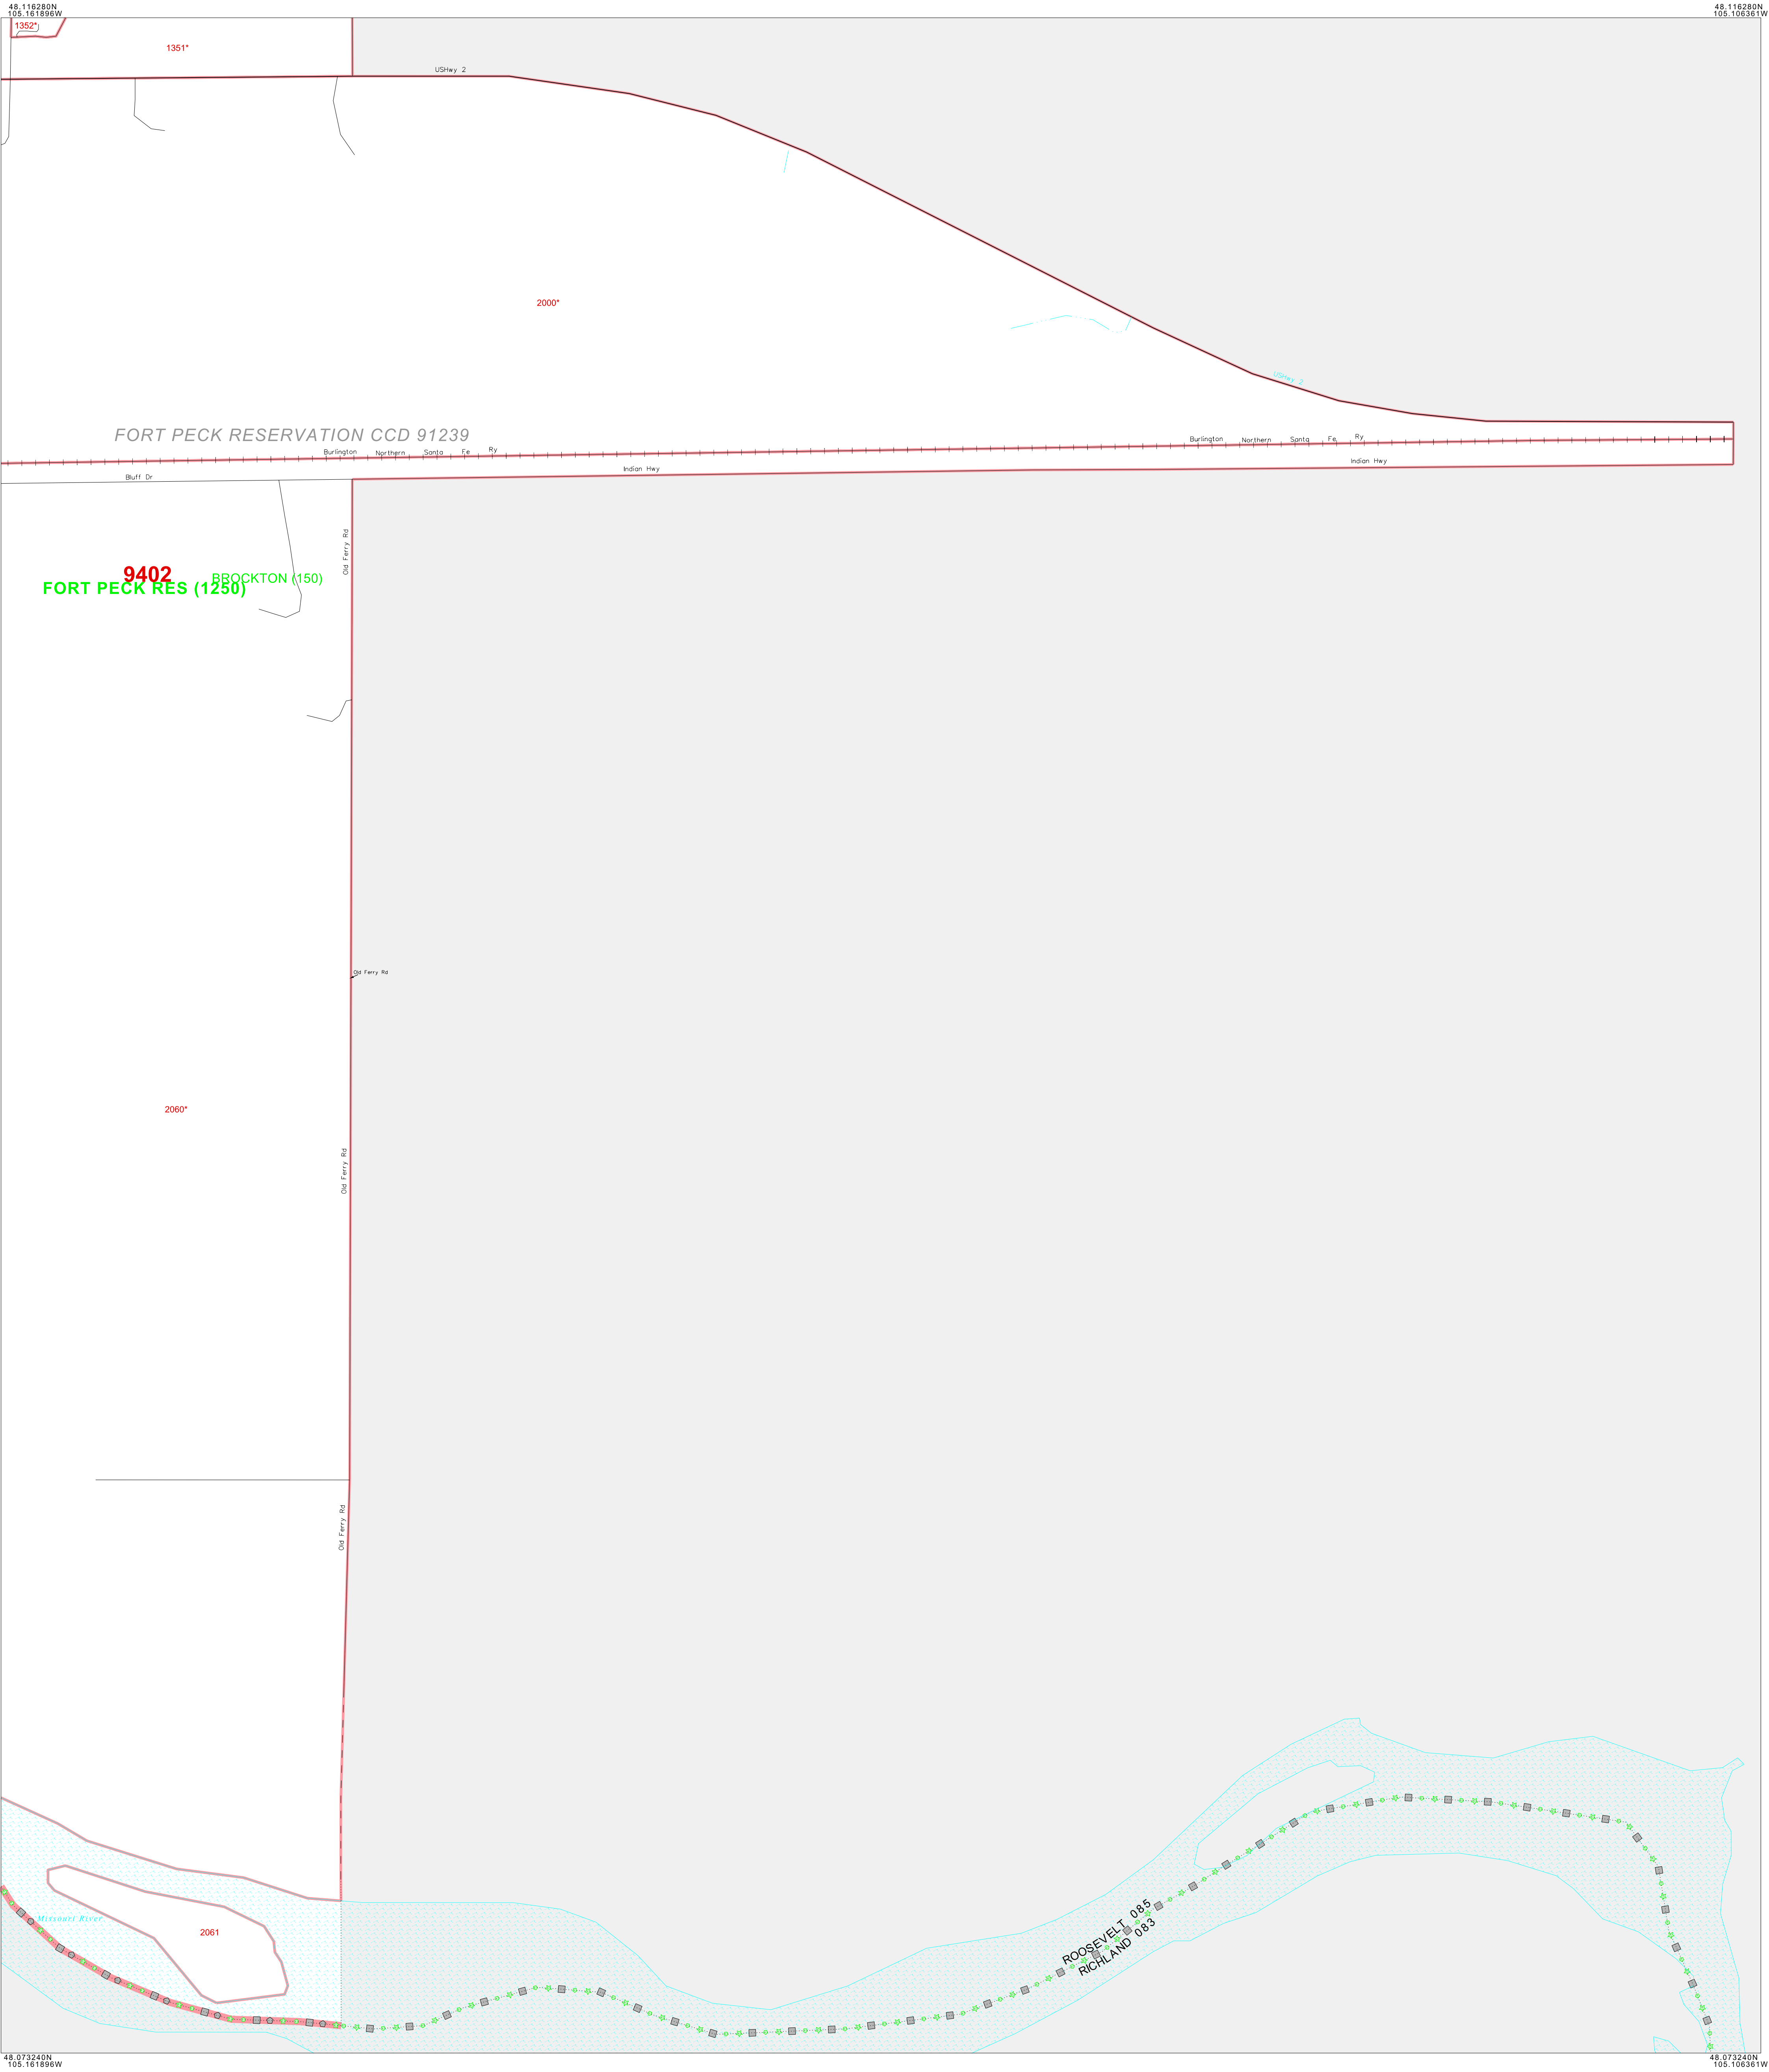 48.116280N
105.161896W
48.116280N
105.106361W
1352*
1351*
USHwy 2
2000*
USHwy 2
FORT PECK RESERVATION CCD 91239
Burlington Northern Santa Fe Ry
Burlington Northern Santa Fe Ry
Indian Hwy
Indian Hwy
Bluff Dr
Old Ferry Rd
9402
BROCKTON (150)
FORT PECK RES (1250)
Old Ferry Rd
2060*
Old Ferry Rd
Old Ferry Rd
Missouri River
2061
ROOSEVELT 085
RICHLAND 083
48.073240N
105.161896W
48.073240N
105.106361W